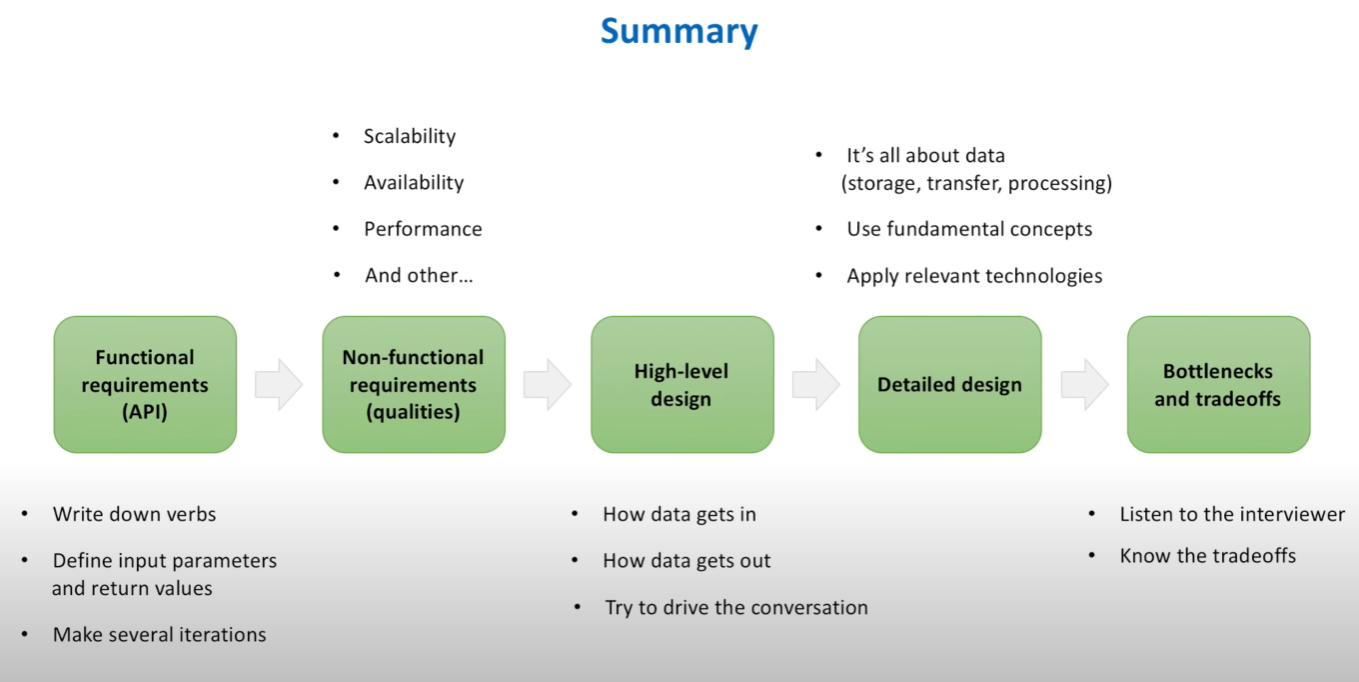 Summary
• Scalability
• Availability
• Performance
• And other...
• It's all about data
(storage, transfer, processing)
• Use fundamental concepts
• Apply relevant technologies
Functional
requirements
(API)
Non-functional
requirements
(qualities)
High-level
design
Detailed design
Bottlenecks
and tradeoffs
• Write down verbs
• Define input parameters
and return values
• Make several iterations
• How data gets in
• How data gets out
• Try to drive the conversation
• Listen to the interviewer
• Know the tradeoffs